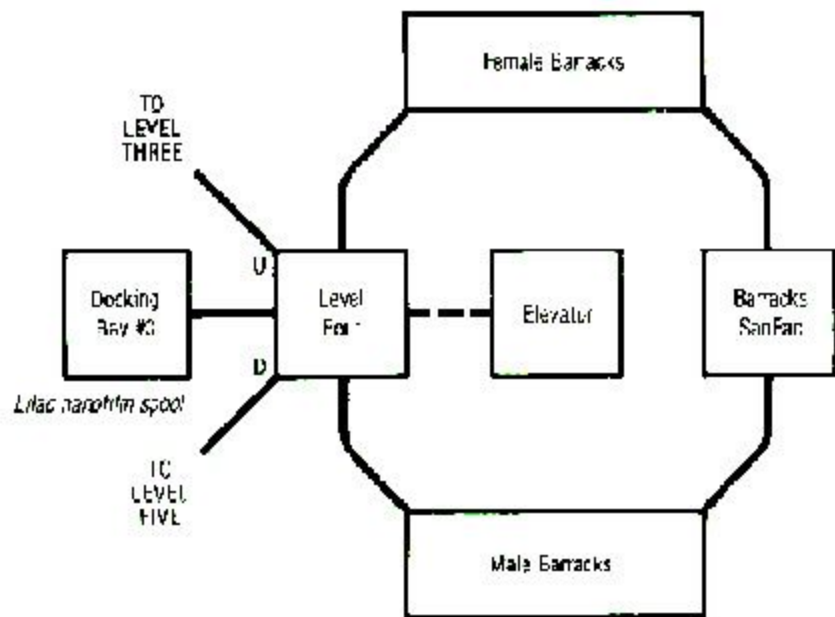 Female Barracks
TO
LEVEL
THREE
U
Docking
Bay
Level
Four
Elevator
Barracks
SanFac
D
Lilac nanofilm spool
TO
LEVEL
FIVE
Male Barracks